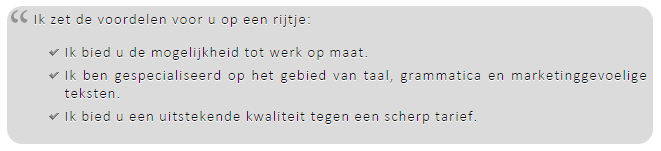 “ Ik zet de voordelen voor u op een rijtje:
✓ Ik bied u de mogelijkheid tot werk op maat.
✓ Ik ben gespecialiseerd op het gebied van taal, grammatica en marketinggevoelige
teksten.
✓ Ik bied u een uitstekende kwaliteit tegen een scherp tarief.